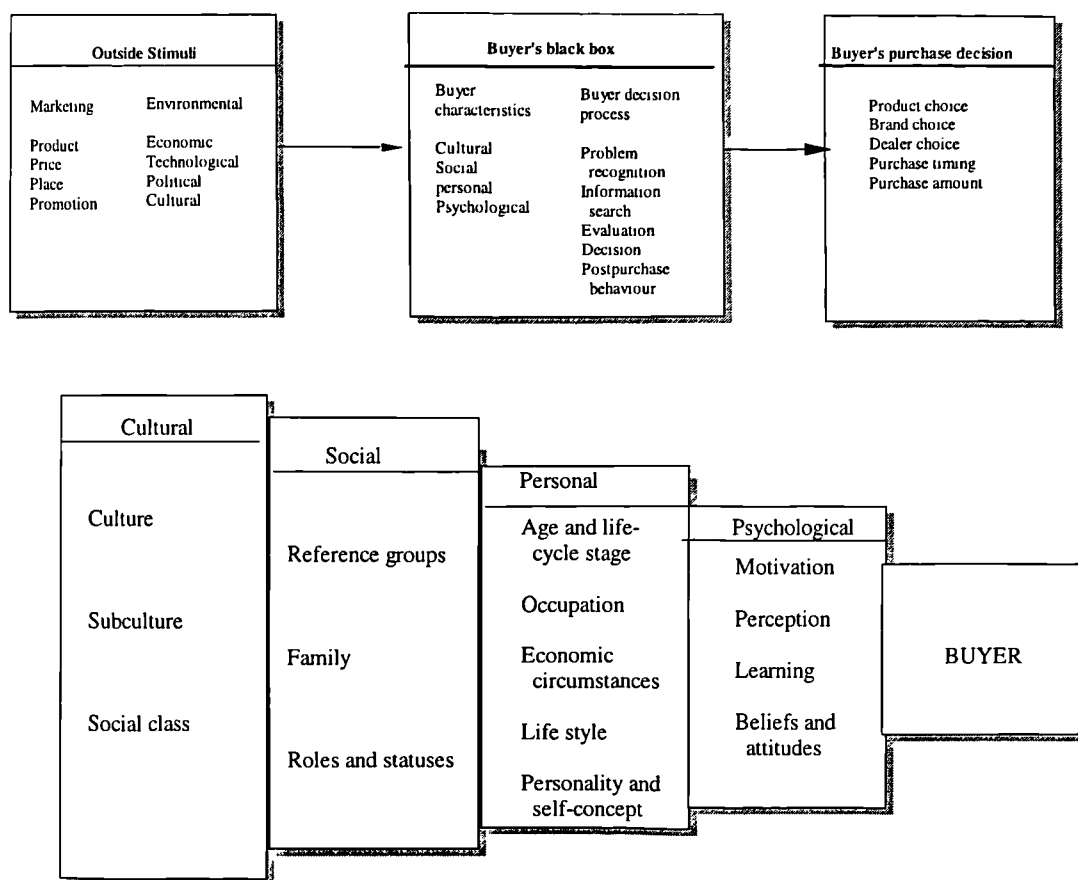 Outside Stimuli
Marketing
Product
Price
Place
Promotion
Environmental
Economic
Technological
Political
Cultural
Buyer's black box
Buyer
characteristics
Cultural
Social
personal
Psychological
Buyer decision
process
Problem
recognition
Information
search
Evaluation
Decision
Postpurchase
behaviour
Buyer's purchase decision
Product choice
Brand choice
Dealer choice
Purchase timing
Purchase amount
Cultural
Culture
Subculture
Social class
Social
Reference groups
Family
Roles and statuses
Personal
Age and life-
cycle stage
Occupation
Economic
circumstances
Life style
Personality and
self-concept
Psychological
Motivation
Perception
Learning
Beliefs and
attitudes
BUYER